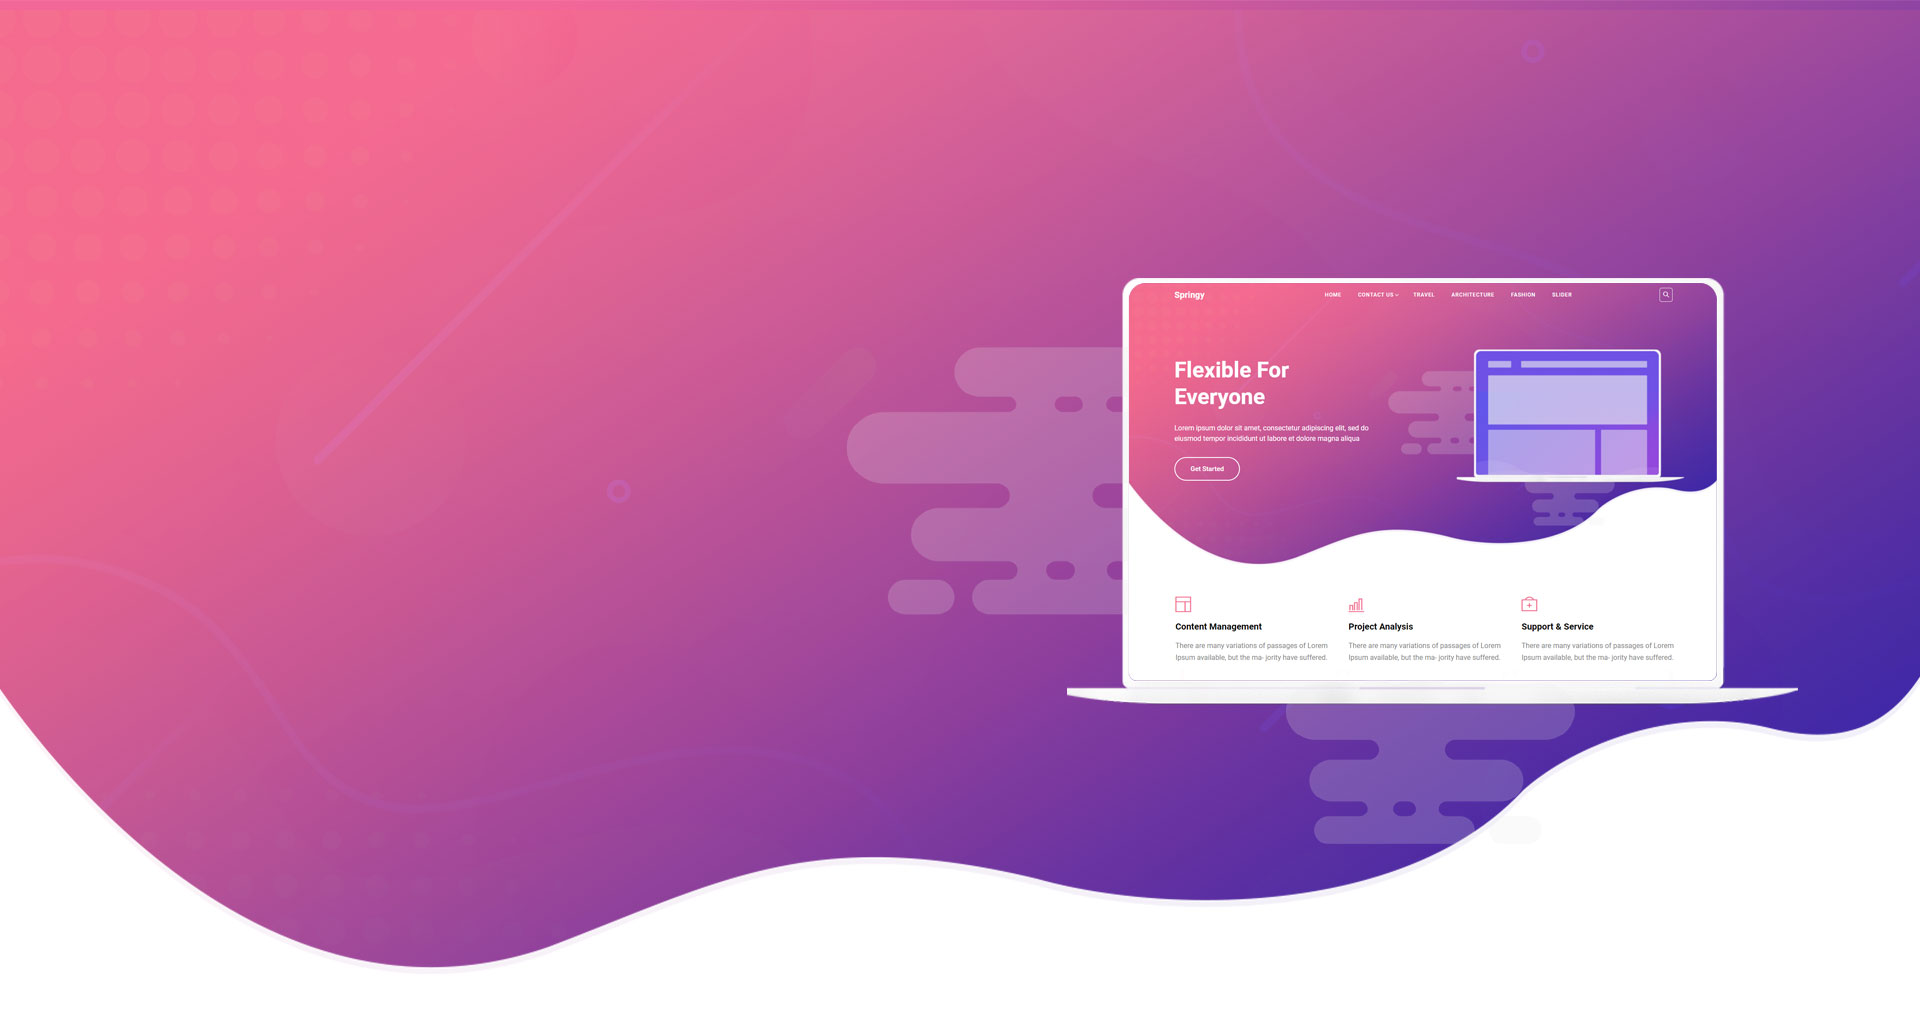 Springy
HOME CONTACT US TRAVEL ARCHITECTURE FASHION SLIDER
Flexible For
Everyone
Lorem ipsum dolor sit amet, consectetur adipiscing elit, sed do
eiusmod tempor incididunt ut labore et dolore magna aliqua
Get Started
Content Management
There are many variations of passages of Lorem
Ipsum available, but the ma- jority have suffered.
Project Analysis
There are many variations of passages of Lorem
Ipsum available, but the ma- jority have suffered.
Support & Service
There are many variations of passages of Lorem
Ipsum available, but the ma- jority have suffered.